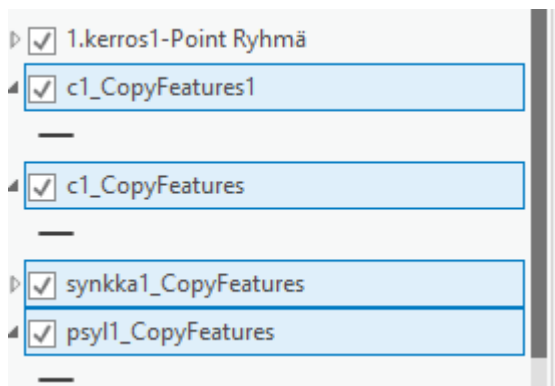 1.kerros1-Point Ryhmä
c1_CopyFeatures1
c1_CopyFeatures
synkka1_CopyFeatures
psyl1_CopyFeatures